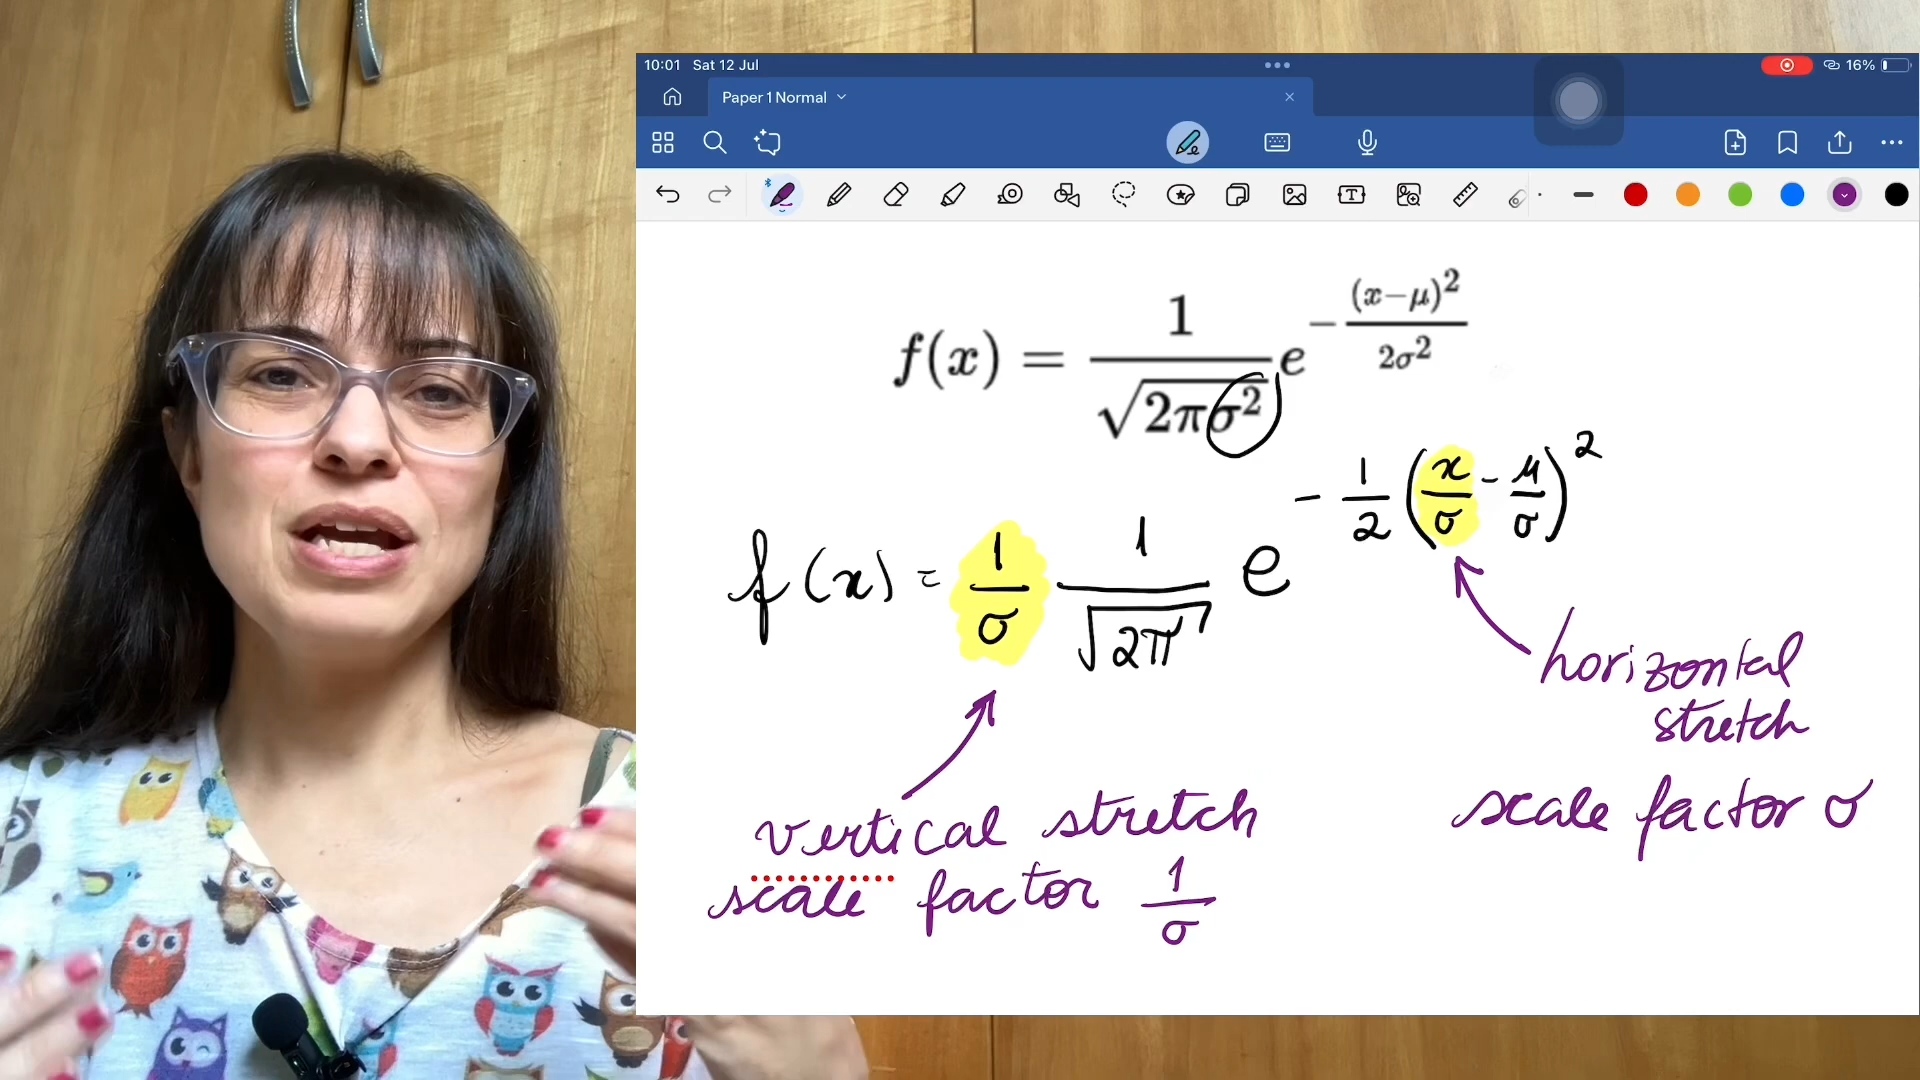 10:01 Sat 12 Jul
16%
Paper 1 Normal
f(x) = 1/√(2πσ²) e^(-(x-μ)²/(2σ²))
f(x) = 1/σ 1/√(2π) e^(-1/2 (x/σ - μ/σ)²)
horizontal
stretch
scale factor σ
vertical stretch
scale factor 1/σ